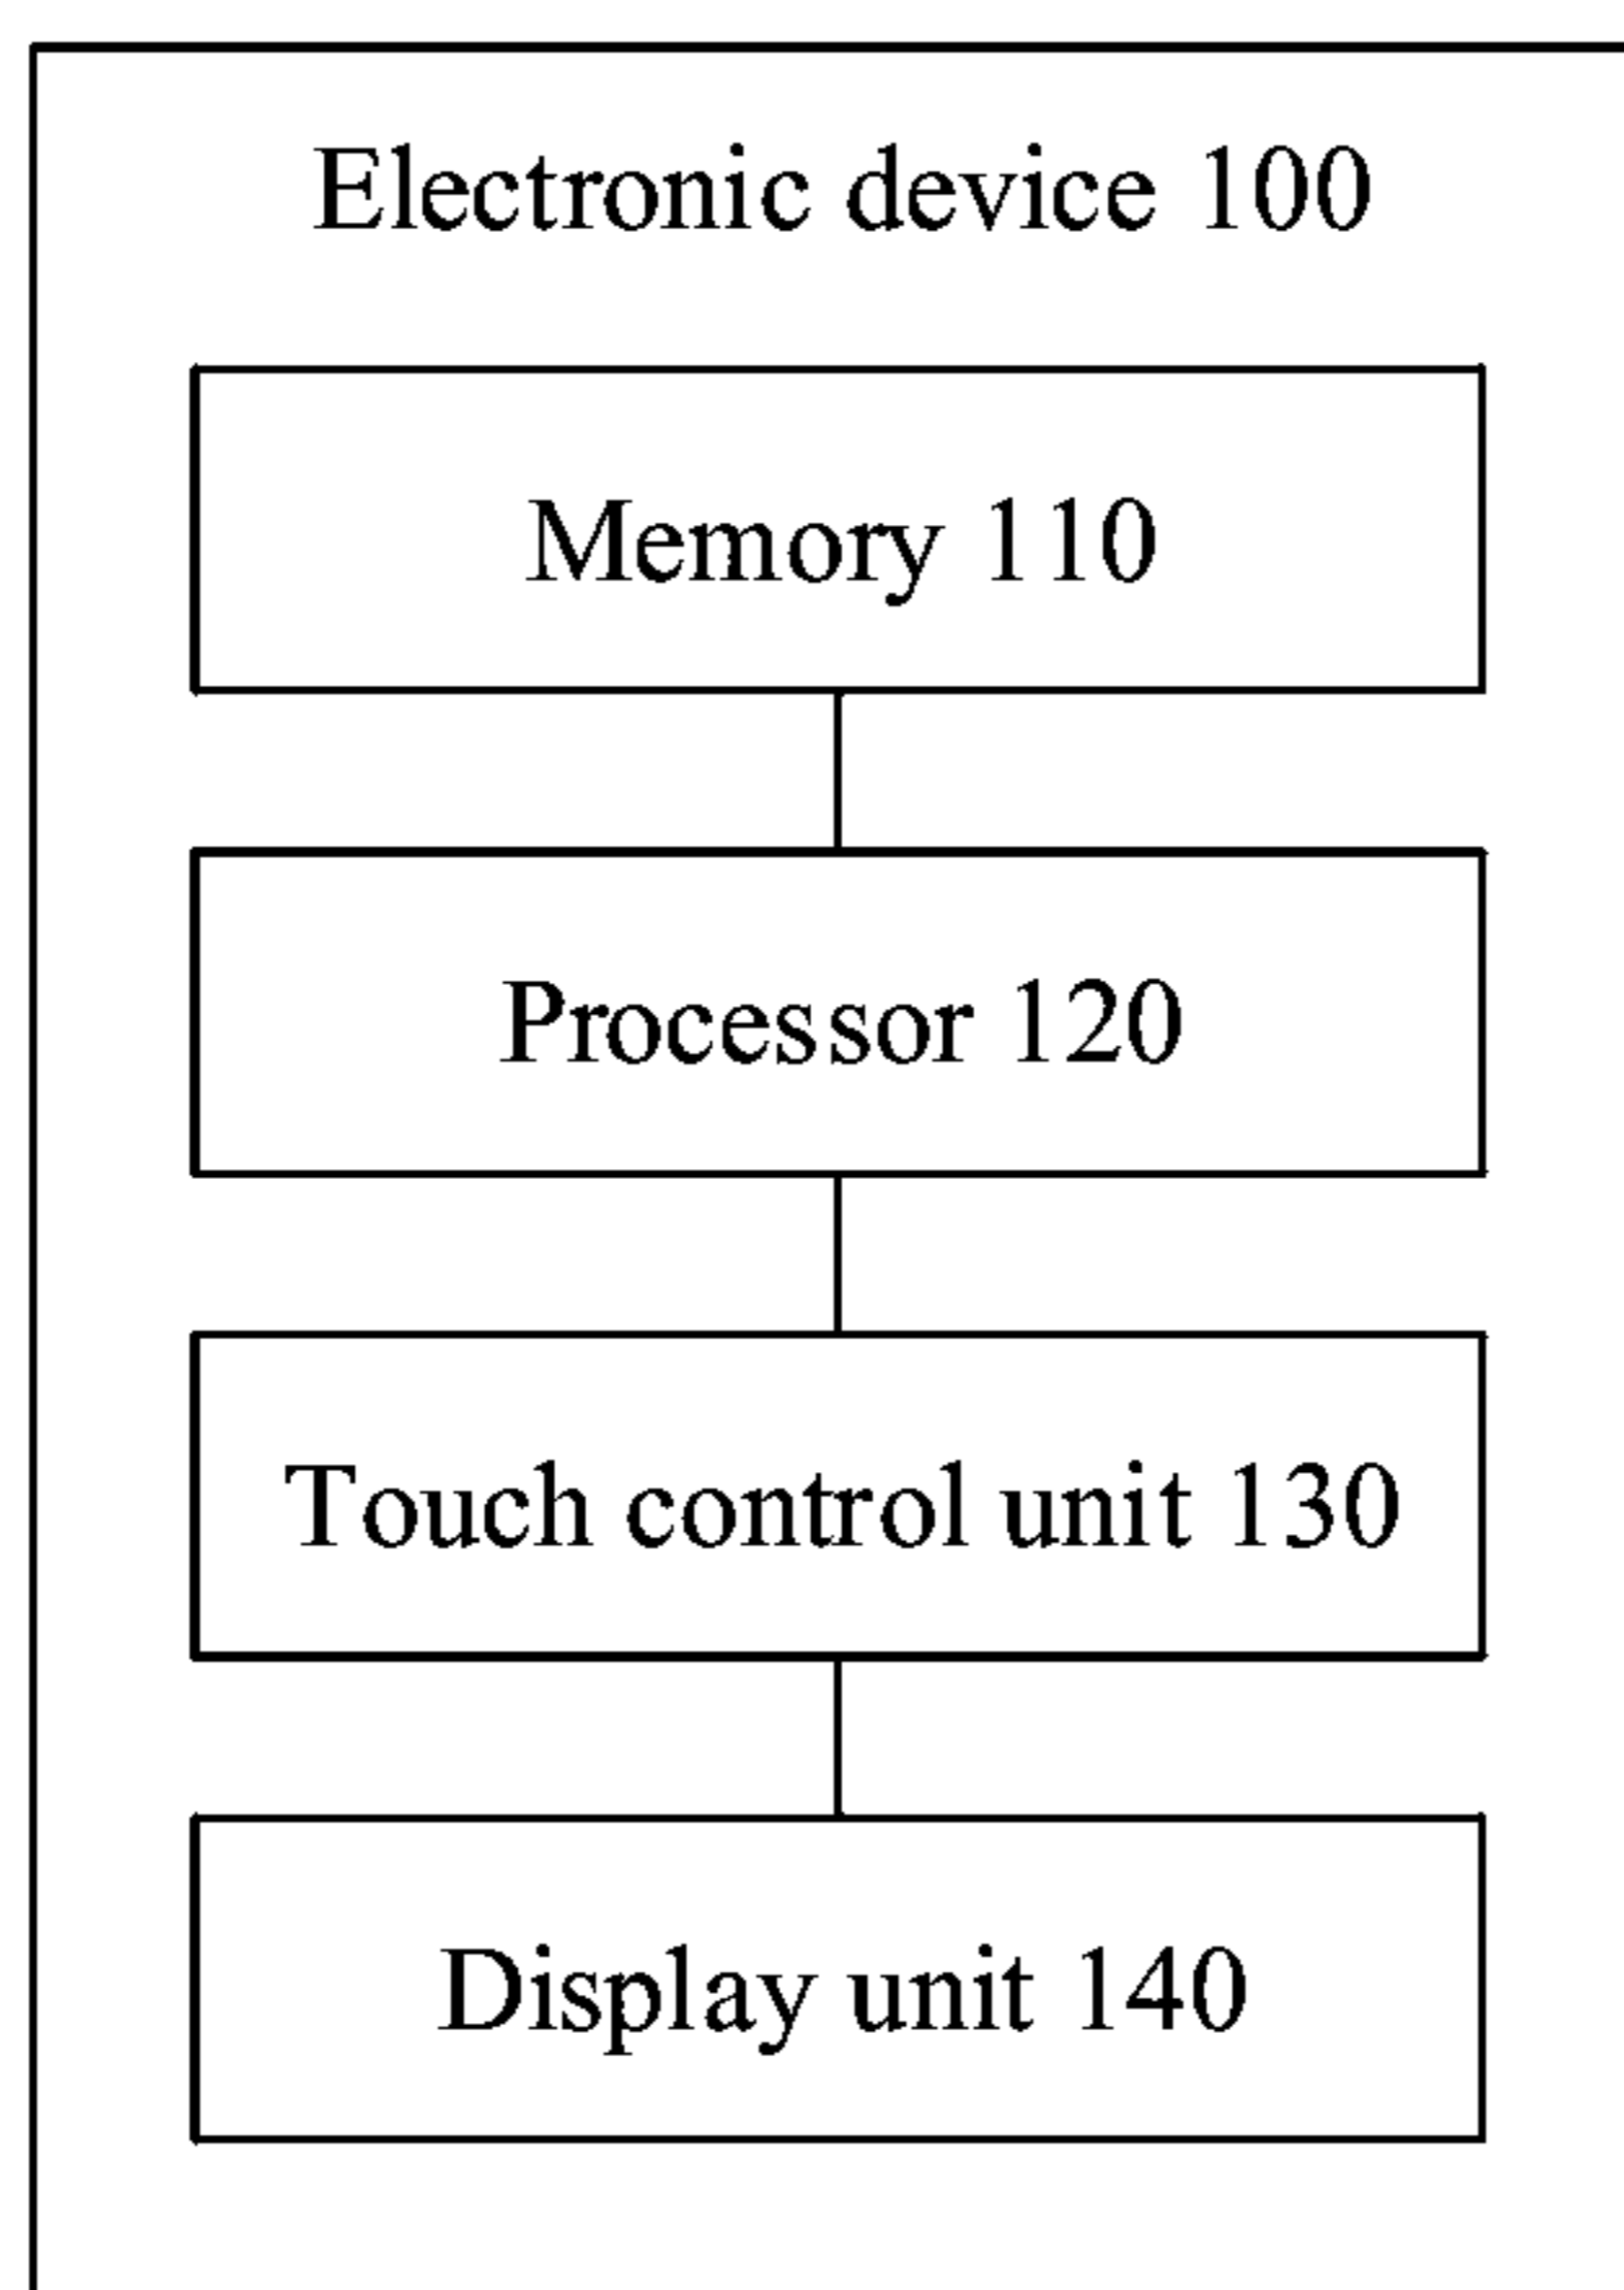 Electronic device 100
Memory 110
Processor 120
Touch control unit 130
Display unit 140